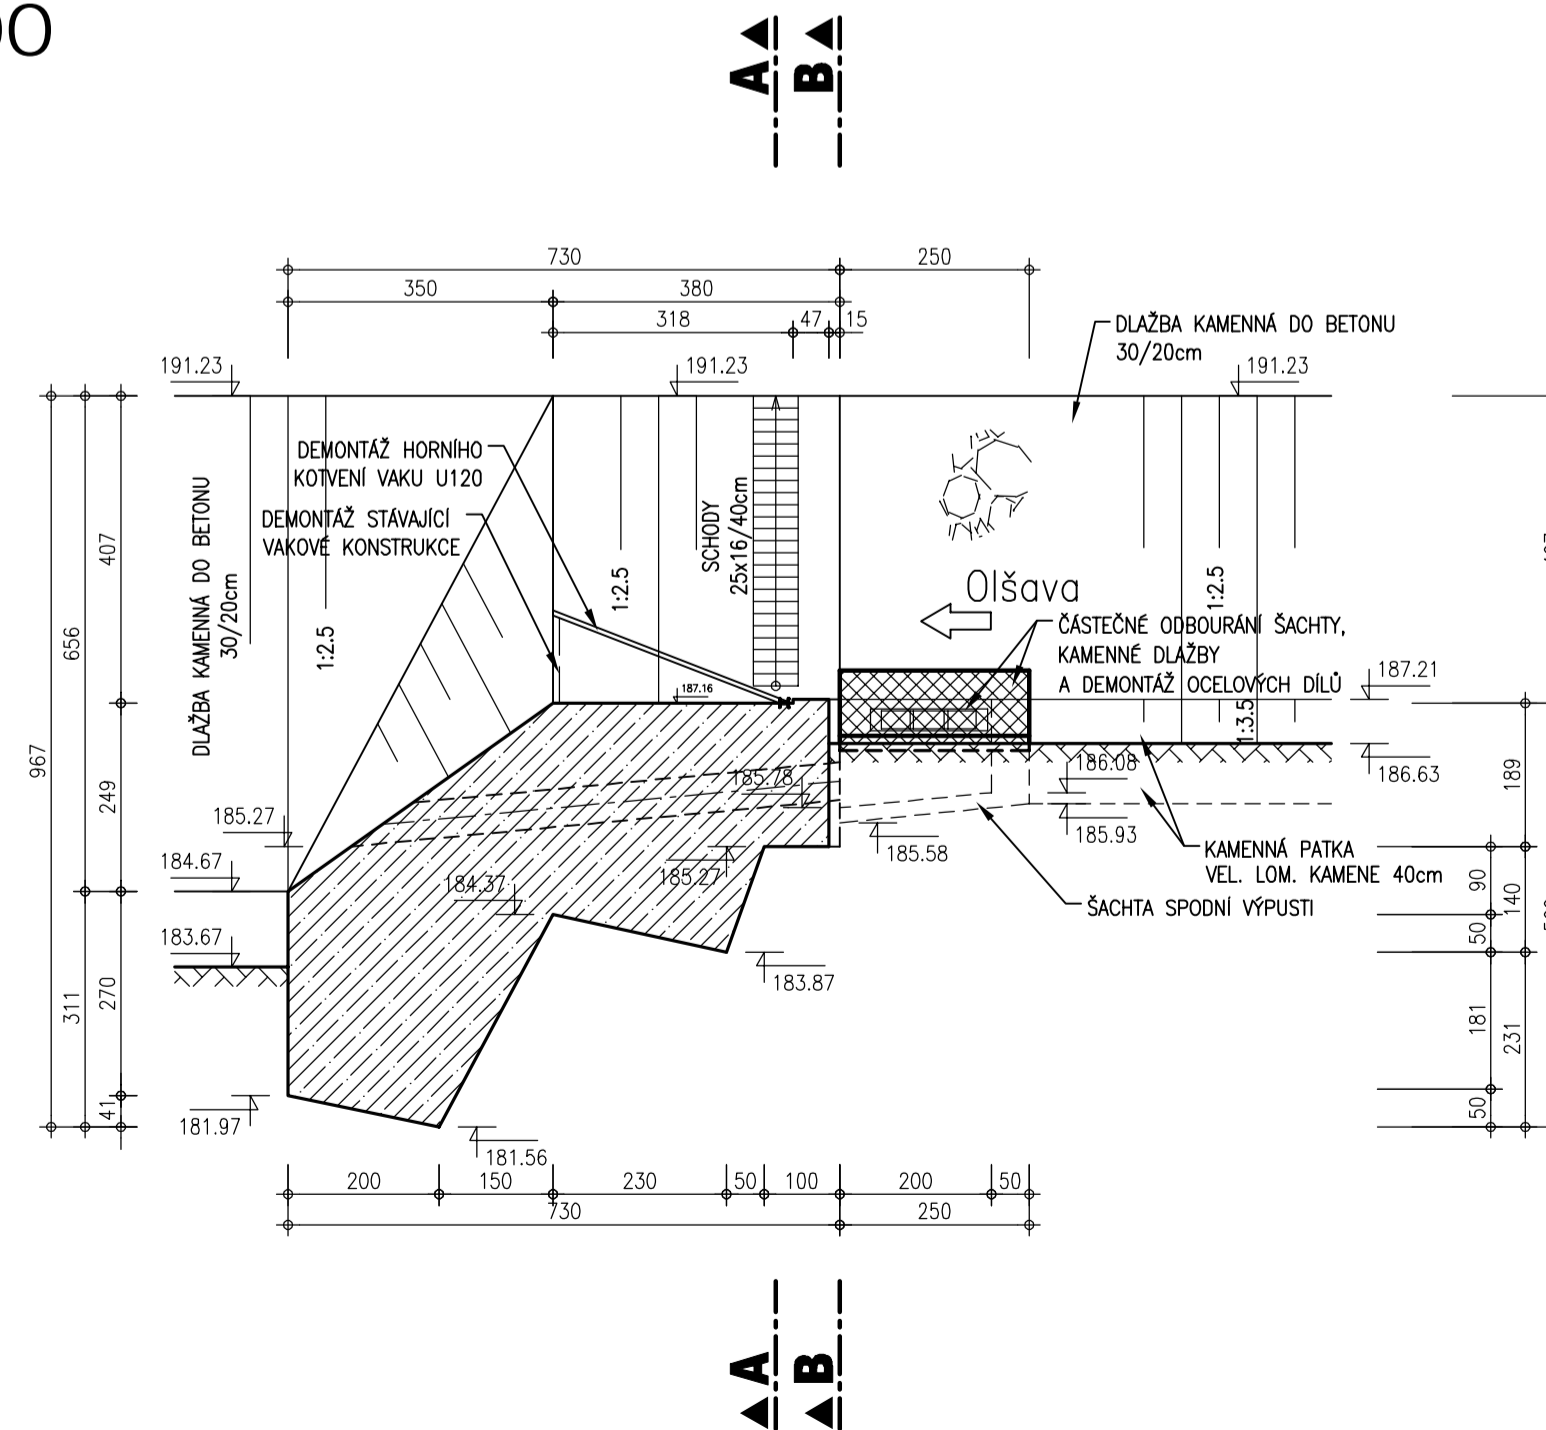 00
A
B
730
250
350
380
318
47
15
DLAŽBA KAMENNÁ DO BETONU
30/20cm
191.23
191.23
191.23
DEMONTÁŽ HORNÍHO
KOTVENÍ VAKU U120
DEMONTÁŽ STÁVAJÍCÍ
VAKOVÉ KONSTRUKCE
DLAŽBA KAMENNÁ DO BETONU
30/20cm
1:2.5
1:2.5
SCHODY
25x16/40cm
1:2.5
1:3.5
Olšava
ČÁSTEČNÉ ODBOURÁNÍ ŠACHTY,
KAMENNÉ DLAŽBY
A DEMONTÁŽ OCELOVÝCH DÍLŮ
187.16
187.21
186.63
407
656
967
249
270
311
41
185.27
184.67
183.67
181.97
181.56
185.78
185.27
184.37
183.87
186.08
185.93
185.58
KAMENNÁ PATKA
VEL. LOM. KAMENE 40cm
ŠACHTA SPODNÍ VÝPUSTI
189
90
140
50
181
231
50
200
150
230
50
100
200
50
730
250
A
B